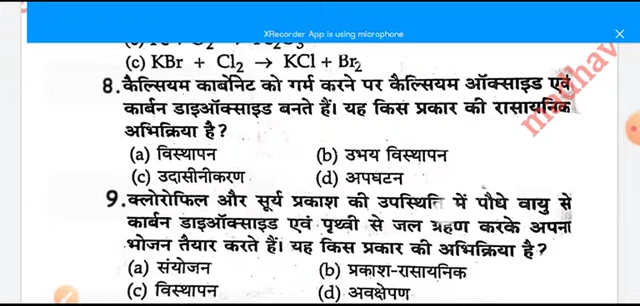 XRecorder App is using microphone
(c) KBr + Cl₂ → KCl + Br₂
8. कैल्सियम कार्बोनेट को गर्म करने पर कैल्सियम ऑक्साइड एवं
कार्बन डाइऑक्साइड बनते हैं। यह किस प्रकार की रासायनिक
अभिक्रिया है?
(a) विस्थापन (b) उभय विस्थापन
(c) उदासीनीकरण (d) अपघटन
9. क्लोरोफिल और सूर्य प्रकाश की उपस्थिति में पौधे वायु से
कार्बन डाइऑक्साइड एवं पृथ्वी से जल ग्रहण करके अपना
भोजन तैयार करते हैं। यह किस प्रकार की अभिक्रिया है?
(a) संयोजन (b) प्रकाश-रासायनिक
(c) विस्थापन (d) अवक्षेपण
madhav